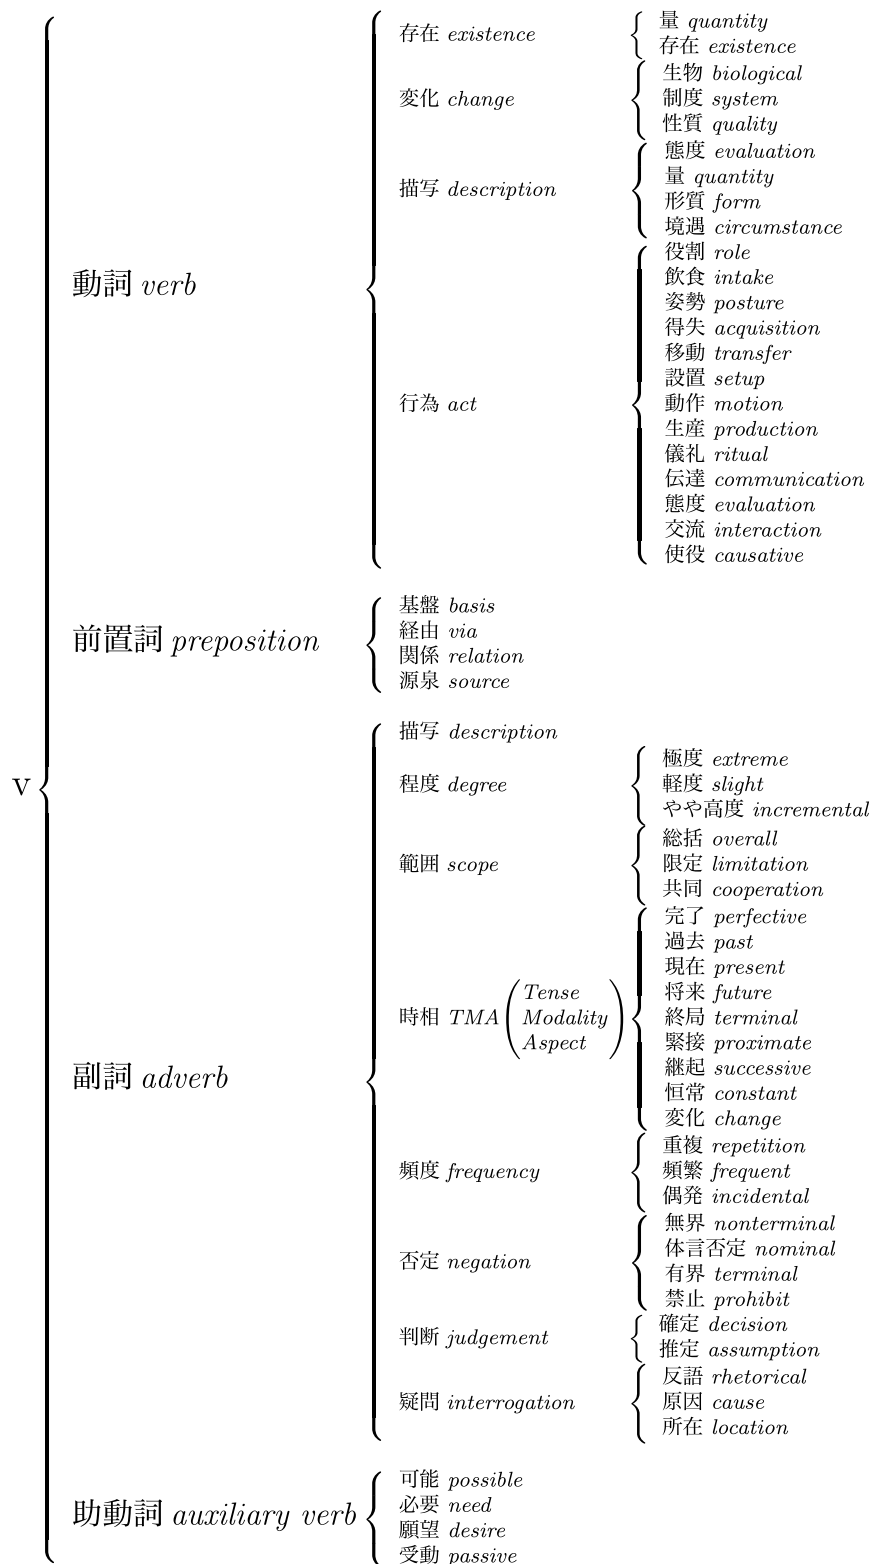 V
動詞 verb
存在 existence
量 quantity
存在 existence
変化 change
生物 biological
制度 system
性質 quality
描写 description
態度 evaluation
量 quantity
形質 form
境遇 circumstance
行為 act
役割 role
飲食 intake
姿勢 posture
得失 acquisition
移動 transfer
設置 setup
動作 motion
生産 production
儀礼 ritual
伝達 communication
態度 evaluation
交流 interaction
使役 causative
前置詞 preposition
基盤 basis
経由 via
関係 relation
源泉 source
副詞 adverb
描写 description
程度 degree
極度 extreme
軽度 slight
やや高度 incremental
範囲 scope
総括 overall
限定 limitation
共同 cooperation
時相 TMA
Tense
Modality
Aspect
完了 perfective
過去 past
現在 present
将来 future
終局 terminal
緊接 proximate
継起 successive
恒常 constant
変化 change
頻度 frequency
重複 repetition
頻繁 frequent
偶発 incidental
否定 negation
無界 nonterminal
体言否定 nominal
有界 terminal
禁止 prohibit
判断 judgement
確定 decision
推定 assumption
疑問 interrogation
反語 rhetorical
原因 cause
所在 location
助動詞 auxiliary verb
可能 possible
必要 need
願望 desire
受動 passive